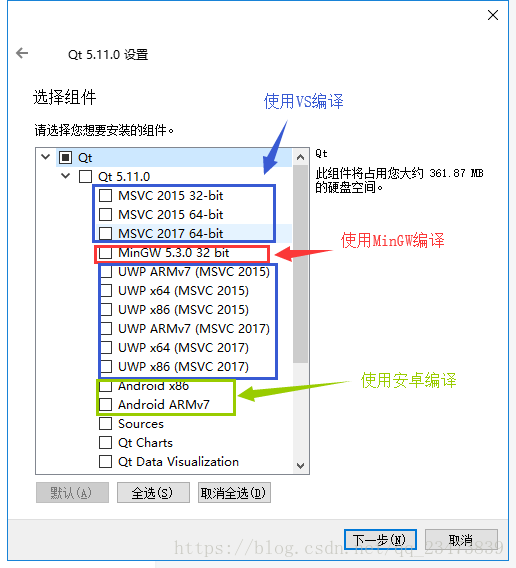 Qt 5.11.0 设置
选择组件
使用VS编译
请选择您想要安装的组件。
Qt
Qt 5.11.0
MSVC 2015 32-bit
MSVC 2015 64-bit
MSVC 2017 64-bit
MinGW 5.3.0 32 bit
UWP ARMv7 (MSVC 2015)
UWP x64 (MSVC 2015)
UWP x86 (MSVC 2015)
UWP ARMv7 (MSVC 2017)
UWP x64 (MSVC 2017)
UWP x86 (MSVC 2017)
Android x86
Android ARMv7
Sources
Qt Charts
Qt Data Visualization
Qt
此组件将占用您大约 361.87 MB
的硬盘空间。
使用MinGW编译
使用安卓编译
默认(A)
全选(S)
取消全选(D)
下一步(N)
取消
https://blog.csdn.net/qq_23473839